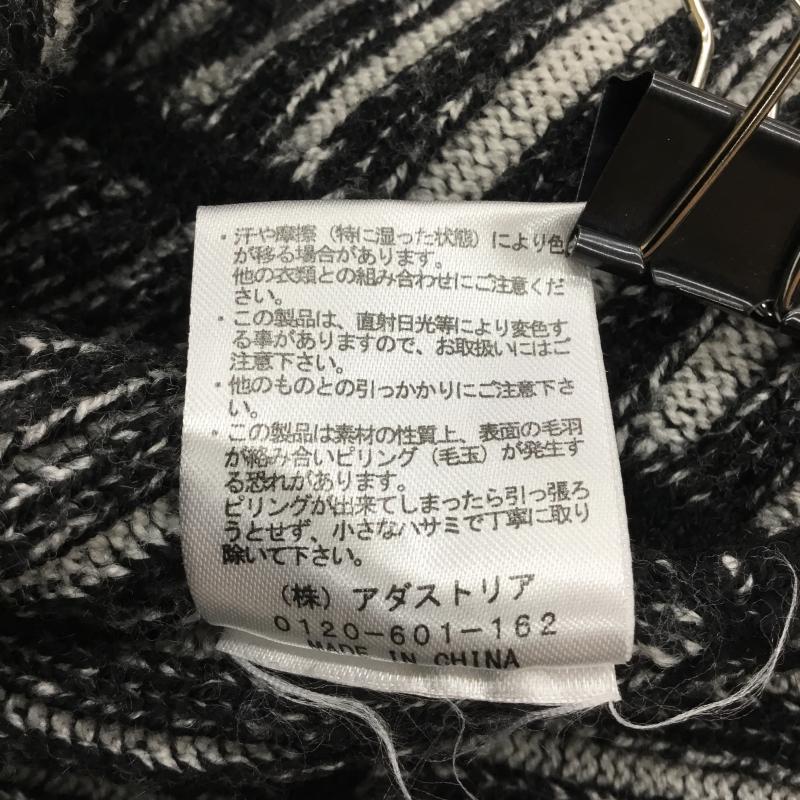 ・汗や摩擦（特に湿った状態）により色
が移る場合があります。
他の衣類との組み合わせにご注意くだ
さい。
・この製品は、直射日光等により変色す
る事がありますので、お取扱いにはご
注意下さい。
・他のものとの引っかかりにご注意下さ
い。
・この製品は素材の性質上、表面の毛羽
が絡み合いピリング（毛玉）が発生す
る恐れがあります。
ピリングが出来てしまったら引っ張ろ
うとせず、小さなハサミで丁寧に取り
除いて下さい。
（株）アダストリア
0120-601-162
MADE IN CHINA